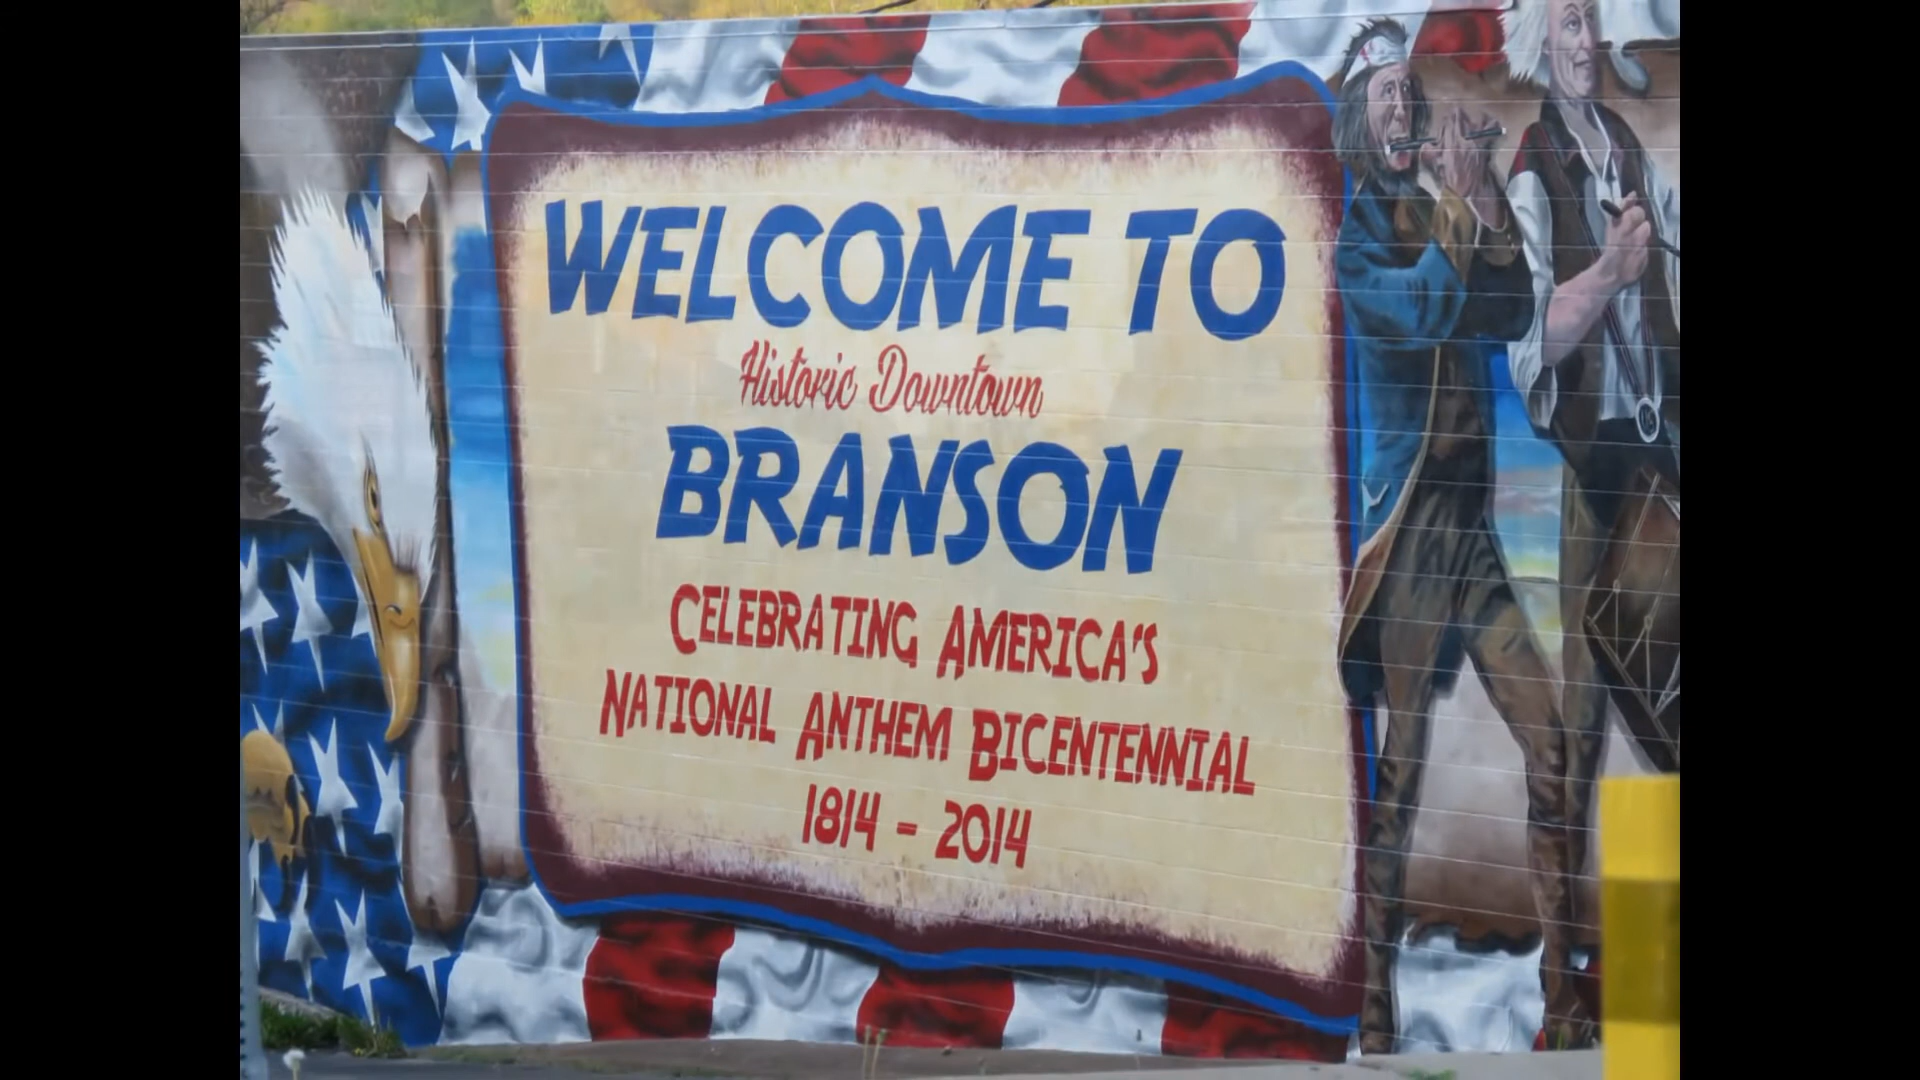 WELCOME TO
Historic Downtown
BRANSON
CELEBRATING AMERICA'S
NATIONAL ANTHEM BICENTENNIAL
1814 - 2014